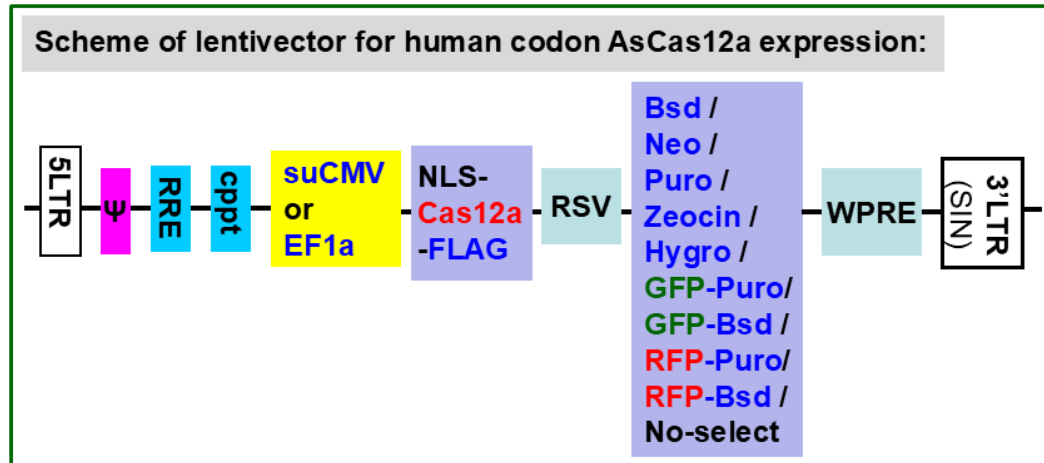 Scheme of lentivector for human codon AsCas12a expression:
5LTR
Ψ
RRE
cppt
suCMV
or
EF1a
NLS-
Cas12a
-FLAG
RSV
Bsd /
Neo /
Puro /
Zeocin /
Hygro /
GFP-Puro/
GFP-Bsd /
RFP-Puro/
RFP-Bsd /
No-select
WPRE
3'LTR
(SIN)